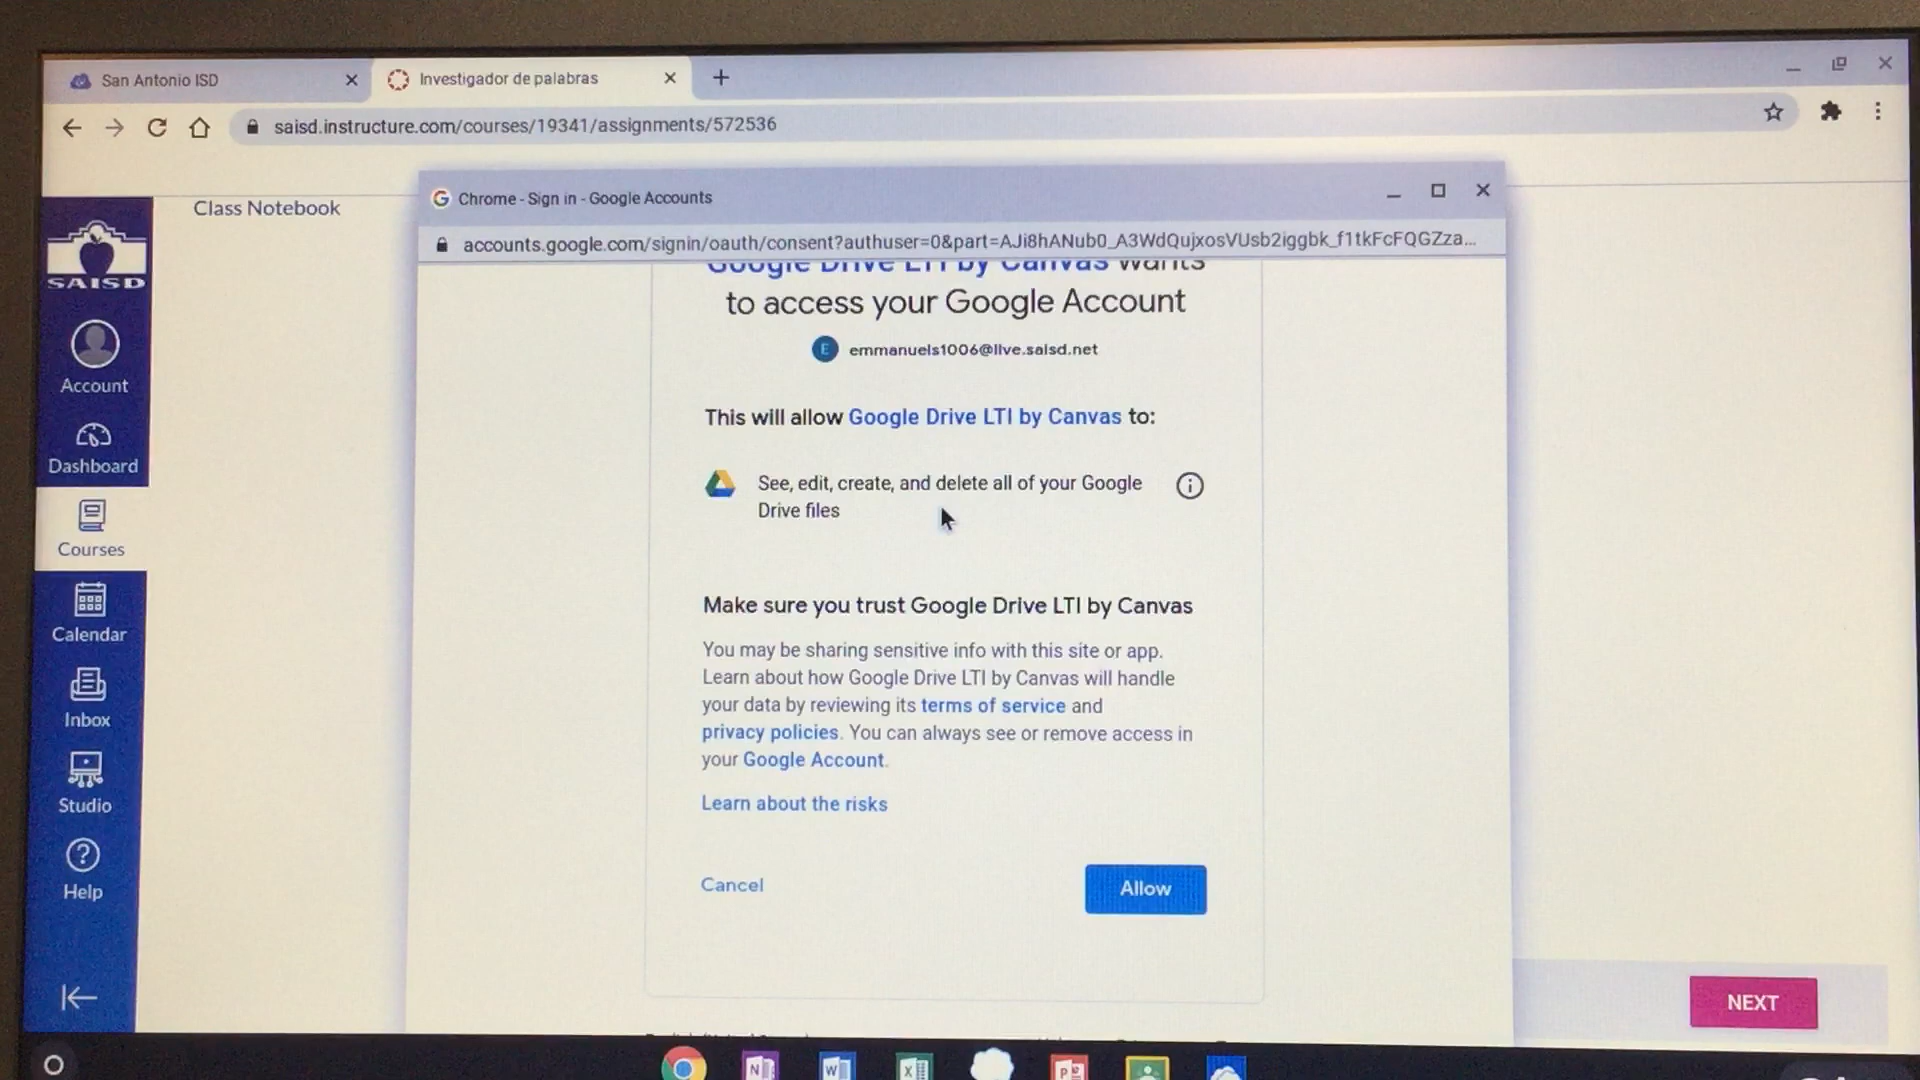 San Antonio ISD
Investigador de palabras
saisd.instructure.com/courses/19341/assignments/572536
Class Notebook
SAISD
Account
Dashboard
Courses
Calendar
Inbox
Studio
Help
Chrome - Sign in - Google Accounts
accounts.google.com/signin/oauth/consent?authuser=0&part=AJi8hANub0_A3WdQujxosVUsb2iggbk_f1tkFcFQGZza...
Google Drive LTI by Canvas wants
to access your Google Account
E
emmanuels1006@live.saisd.net
This will allow Google Drive LTI by Canvas to:
See, edit, create, and delete all of your Google
Drive files
Make sure you trust Google Drive LTI by Canvas
You may be sharing sensitive info with this site or app.
Learn about how Google Drive LTI by Canvas will handle
your data by reviewing its terms of service and
privacy policies. You can always see or remove access in
your Google Account.
Learn about the risks
Cancel
Allow
NEXT